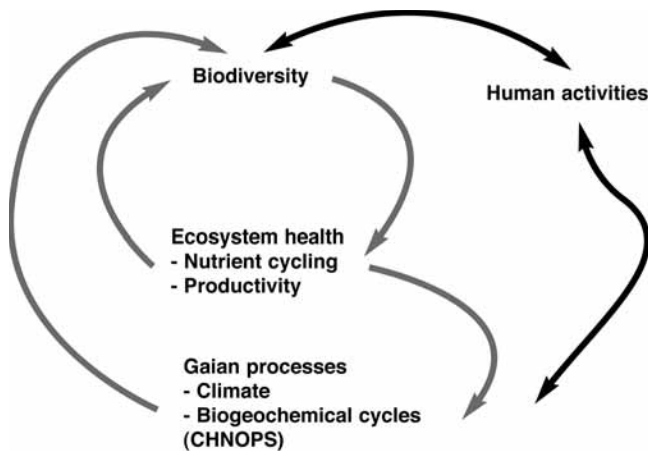 Biodiversity
Human activities
Ecosystem health
- Nutrient cycling
- Productivity
Gaian processes
- Climate
- Biogeochemical cycles
(CHNOPS)